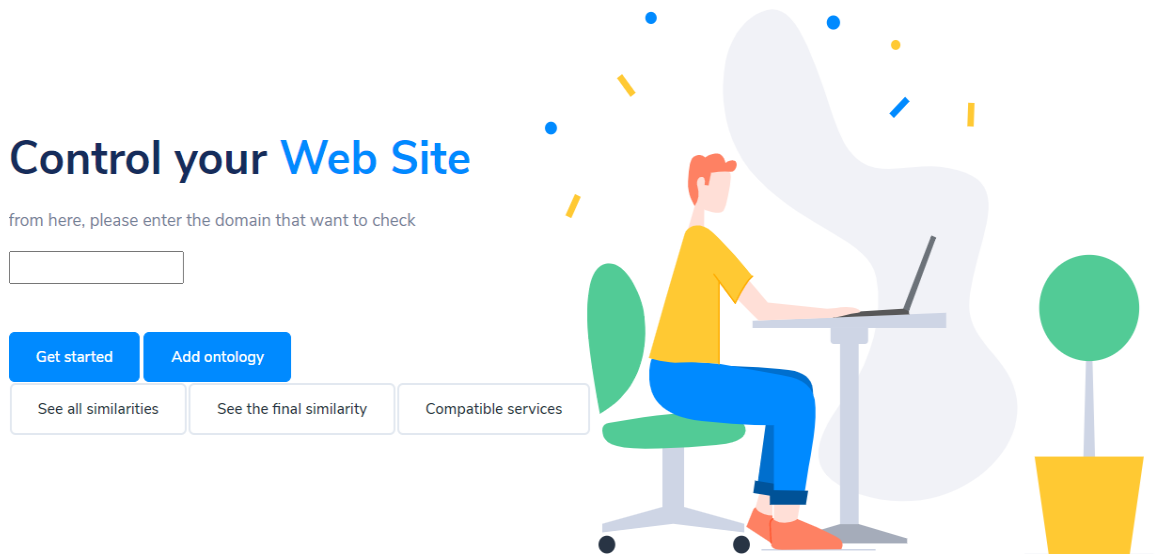 Control your Web Site
from here, please enter the domain that want to check
Get started Add ontology
See all similarities See the final similarity Compatible services